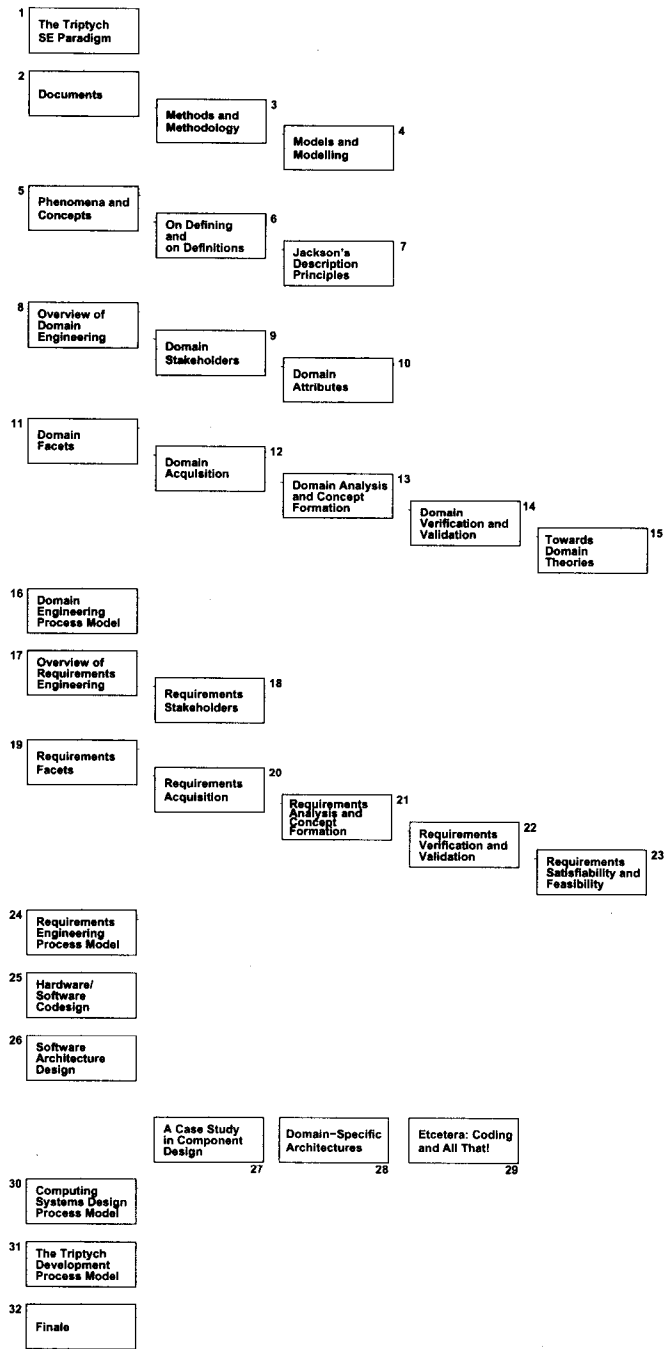 1
The Triptych
SE Paradigm
2
Documents
3
Methods and
Methodology
4
Models and
Modelling
5
Phenomena and
Concepts
6
On Defining
and
on Definitions
7
Jackson's
Description
Principles
8
Overview of
Domain
Engineering
9
Domain
Stakeholders
10
Domain
Attributes
11
Domain
Facets
12
Domain
Acquisition
13
Domain Analysis
and Concept
Formation
14
Domain
Verification and
Validation
15
Towards
Domain
Theories
16
Domain
Engineering
Process Model
17
Overview of
Requirements
Engineering
18
Requirements
Stakeholders
19
Requirements
Facets
20
Requirements
Acquisition
21
Requirements
Analysis and
Concept
Formation
22
Requirements
Verification and
Validation
23
Requirements
Satisfiability and
Feasibility
24
Requirements
Engineering
Process Model
25
Hardware/
Software
Codesign
26
Software
Architecture
Design
A Case Study
in Component
Design
27
Domain-Specific
Architectures
28
Etcetera: Coding
and All That!
29
30
Computing
Systems Design
Process Model
31
The Triptych
Development
Process Model
32
Finale